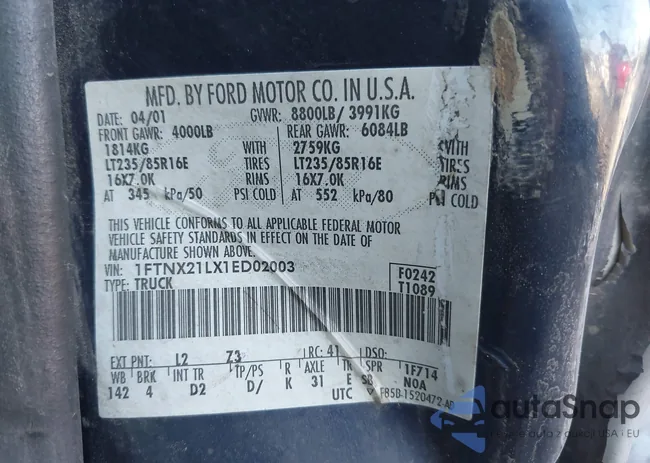 MFD. BY FORD MOTOR CO. IN U.S.A.
DATE: 04/01 GVWR: 8800LB/ 3991KG
FRONT GAWR: 4000LB REAR GAWR: 6084LB
1814KG WITH 2759KG WITH
LT235/85R16E TIRES LT235/85R16E TIRES
16X7.0K RIMS 16X7.0K RIMS
AT 345 kPa/50 PSI COLD AT 552 kPa/80 PSI COLD
THIS VEHICLE CONFORMS TO ALL APPLICABLE FEDERAL MOTOR
VEHICLE SAFETY STANDARDS IN EFFECT ON THE DATE OF
MANUFACTURE SHOWN ABOVE.
VIN: 1FTNX21LX1ED02003 F0242
TYPE: TRUCK T1089
EXT PNT: L2 Z3 RC: 41 DSO:
WB BRK INT TR TP/PS R AXLE TR SPR 1F714
142 4 D2 D/ K 31 E SB N0A
UTC FB5B-1520472-AB
autoSnap